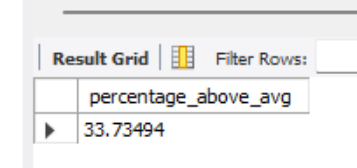 Result Grid Filter Rows:
percentage_above_avg
33.73494